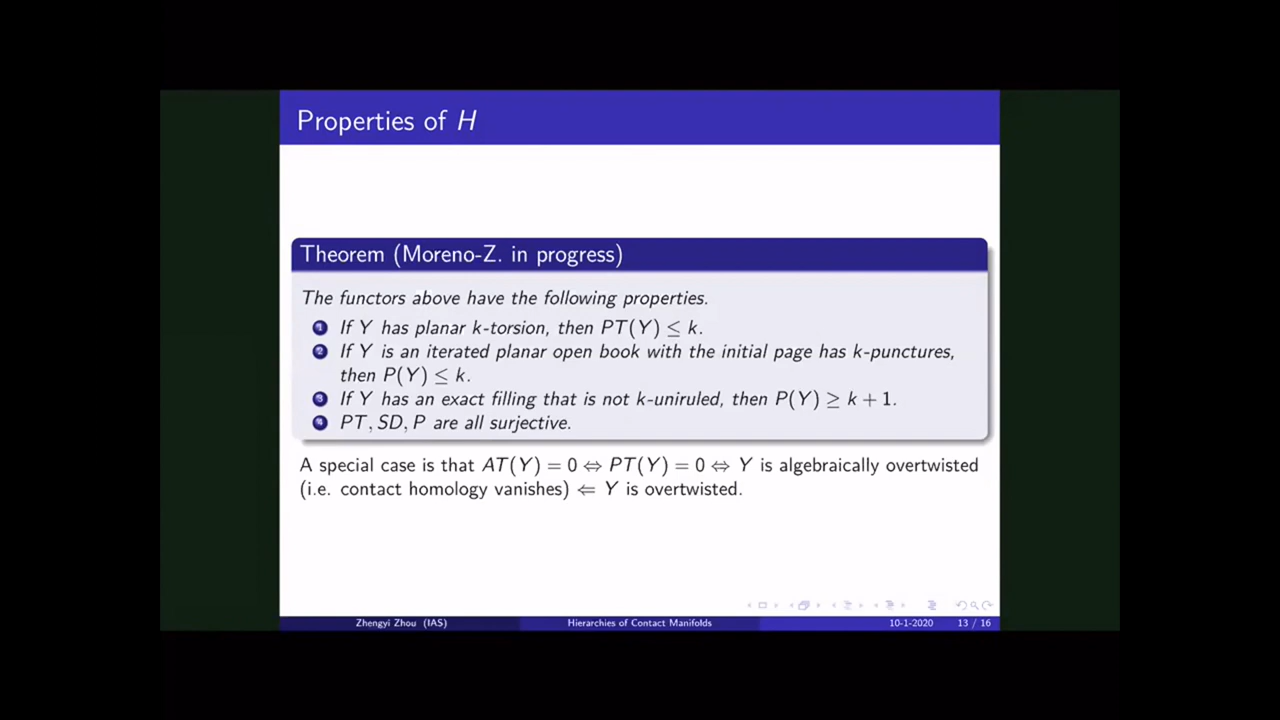 Properties of H
Theorem (Moreno-Z. in progress)
The functors above have the following properties.
1 If Y has planar k-torsion, then PT(Y) ≤ k.
2 If Y is an iterated planar open book with the initial page has k-punctures,
then P(Y) ≤ k.
3 If Y has an exact filling that is not k-uniruled, then P(Y) ≥ k + 1.
4 PT, SD, P are all surjective.
A special case is that AT(Y) = 0 ⇔ PT(Y) = 0 ⇔ Y is algebraically overtwisted
(i.e. contact homology vanishes) ⇐ Y is overtwisted.
Zhengyi Zhou (IAS) Hierarchies of Contact Manifolds 10-1-2020 13 / 16